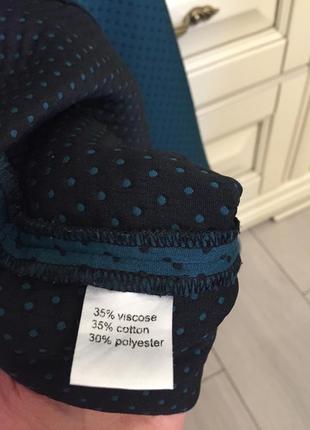 35% viscose
35% cotton
30% polyester